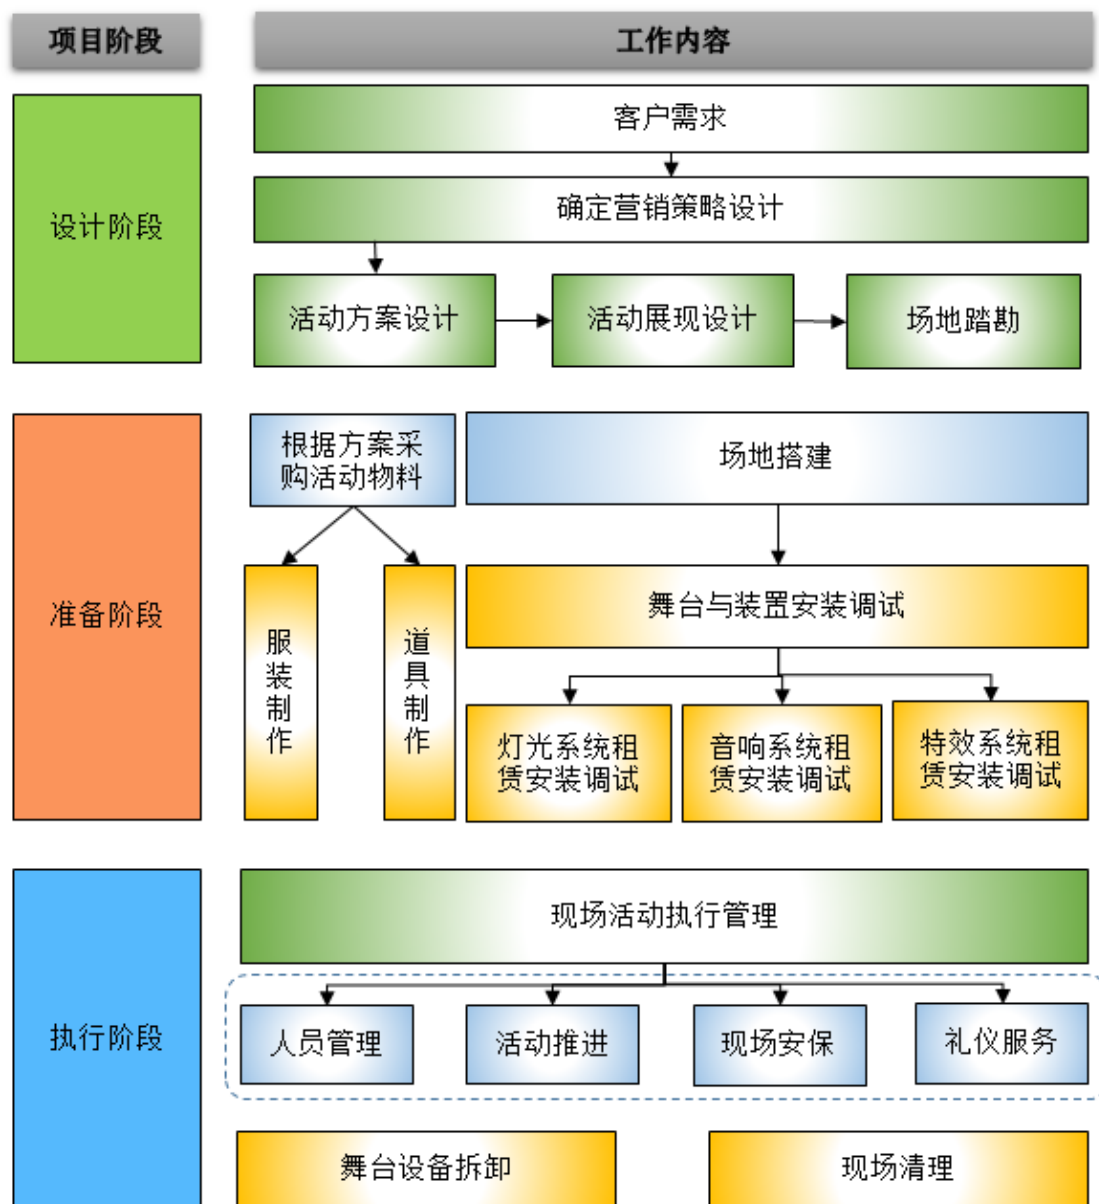 项目阶段
工作内容
设计阶段
客户需求
确定营销策略设计
活动方案设计
活动展现设计
场地踏勘
准备阶段
根据方案采
购活动物料
场地搭建
服
装
制
作
道
具
制
作
舞台与装置安装调试
灯光系统租
赁安装调试
音响系统租
赁安装调试
特效系统租
赁安装调试
执行阶段
现场活动执行管理
人员管理
活动推进
现场安保
礼仪服务
舞台设备拆卸
现场清理